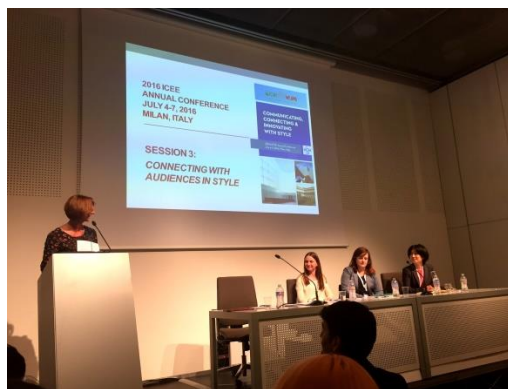 2016 ICEE
ANNUAL CONFERENCE
JULY 4-7, 2016
MILAN, ITALY
SESSION 3:
CONNECTING WITH
AUDIENCES IN STYLE
COMMUNICATING,
CONNECTING &
INNOVATING
WITH STYLE